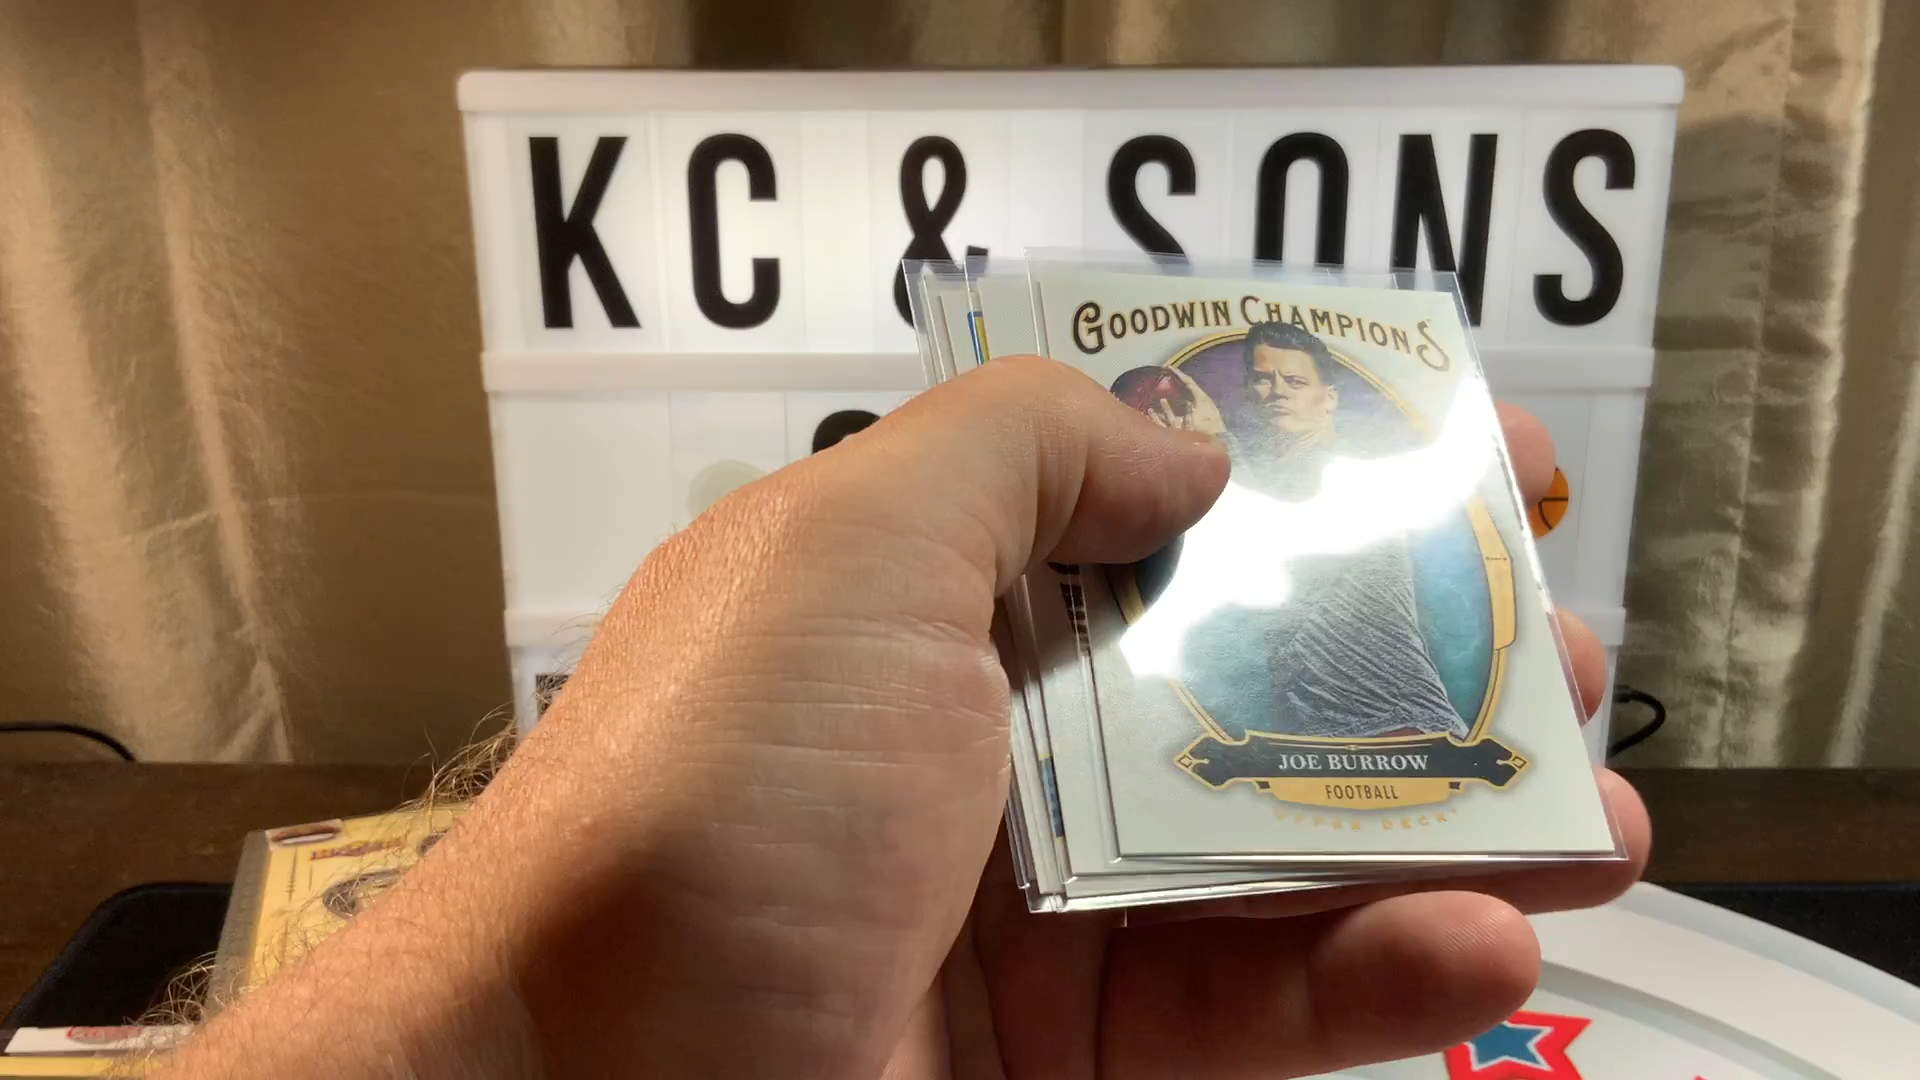 KC & SONS
GOODWIN CHAMPIONS
JOE BURROW
FOOTBALL
UPPER DECK